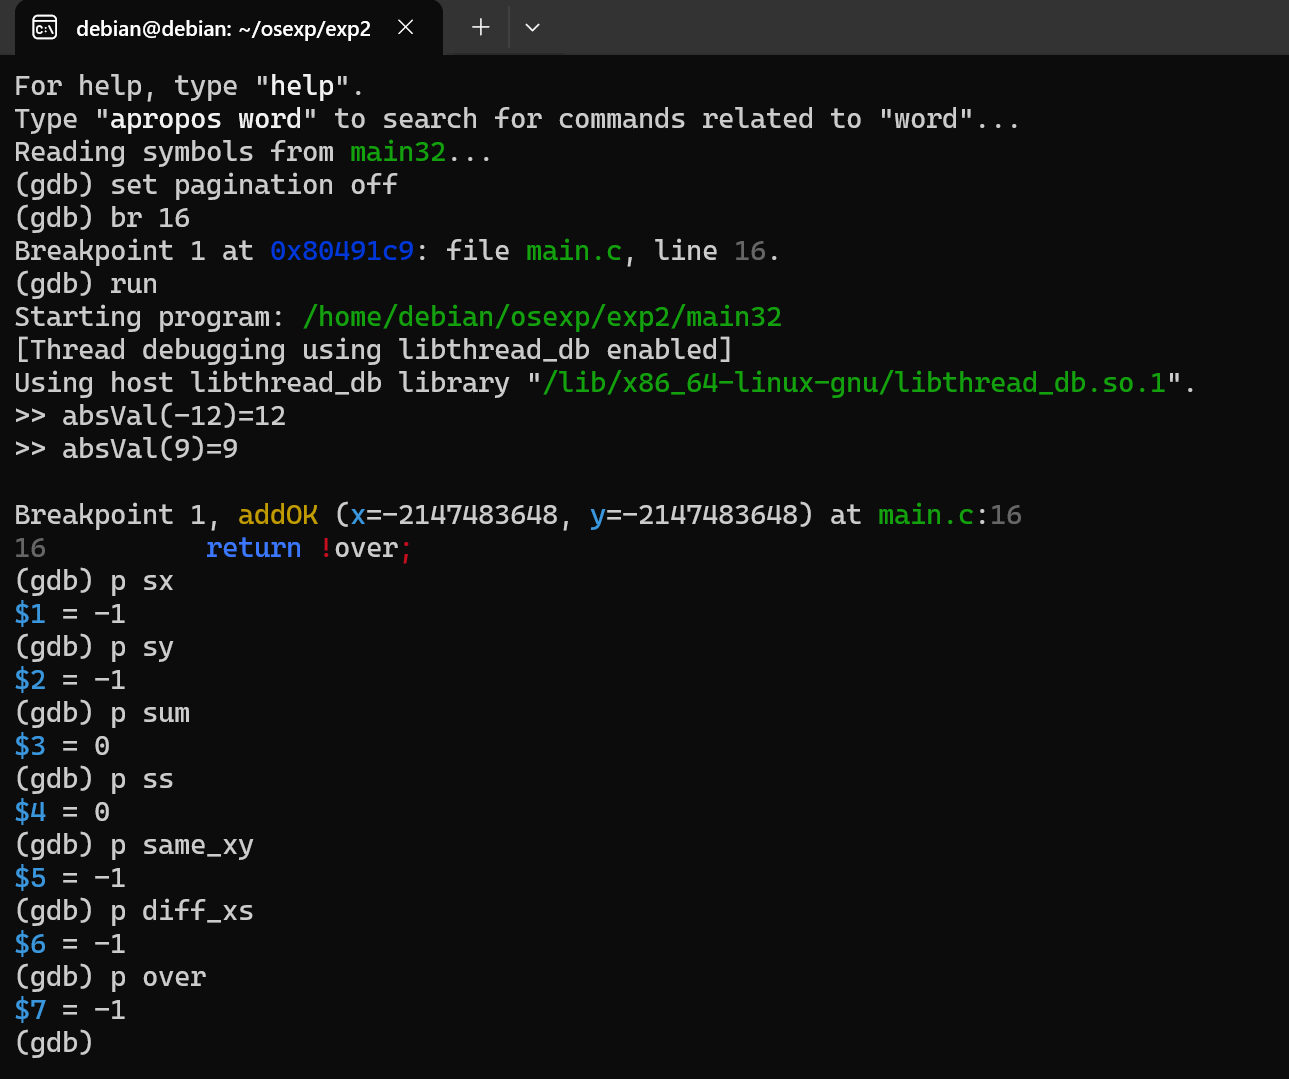 debian@debian: ~/osexp/exp2
For help, type "help".
Type "apropos word" to search for commands related to "word"...
Reading symbols from main32...
(gdb) set pagination off
(gdb) br 16
Breakpoint 1 at 0x80491c9: file main.c, line 16.
(gdb) run
Starting program: /home/debian/osexp/exp2/main32
[Thread debugging using libthread_db enabled]
Using host libthread_db library "/lib/x86_64-linux-gnu/libthread_db.so.1".
>> absVal(-12)=12
>> absVal(9)=9
Breakpoint 1, addOK (x=-2147483648, y=-2147483648) at main.c:16
16          return !over;
(gdb) p sx
$1 = -1
(gdb) p sy
$2 = -1
(gdb) p sum
$3 = 0
(gdb) p ss
$4 = 0
(gdb) p same_xy
$5 = -1
(gdb) p diff_xs
$6 = -1
(gdb) p over
$7 = -1
(gdb)